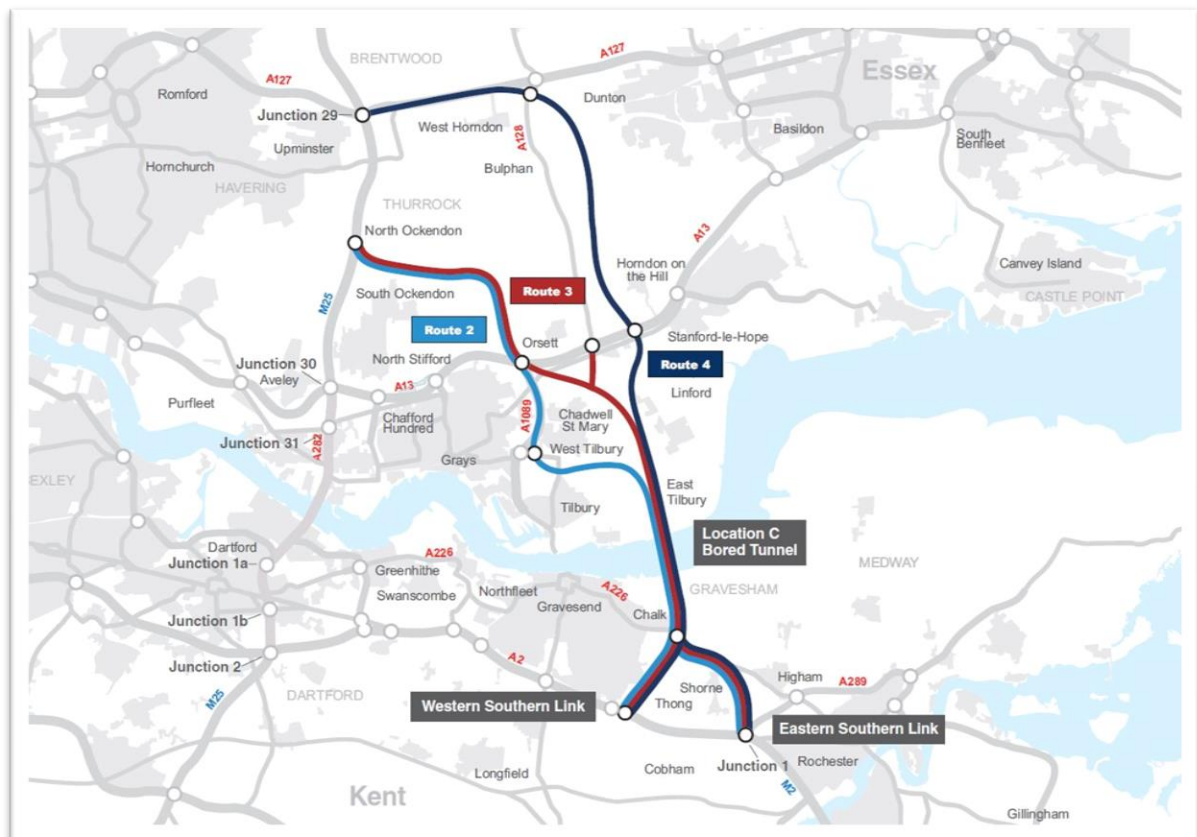 BRENTWOOD
A127
Essex
A127
Romford
Dunton
Junction 29
West Horndon
Basildon
South
Benfleet
Upminster
A128
Hornchurch
Bulphan
HAVERING
THURROCK
North Ockendon
A13
Horndon on
the Hill
Canvey Island
South Ockendon
Route 3
CASTLE POINT
M25
Route 2
Orsett
Stanford-le-Hope
North Stifford
Junction 30
Route 4
Aveley
A13
Linford
Purfleet
Chafford
Hundred
A1089
Chadwell
St Mary
Junction 31
A282
West Tilbury
Grays
EXLEY
East
Tilbury
Tilbury
Location C
Bored Tunnel
Dartford
A226
Junction 1a
Greenhithe
MEDWAY
Swanscombe
Northfleet
A226
GRAVESHAM
Gravesend
Chalk
Junction 1b
A2
Junction 2
Higham
A289
Shorne
M25
DARTFORD
Thong
Western Southern Link
Eastern Southern Link
Junction 1
Rochester
Longfield
Cobham
M2
Kent
Gillingham